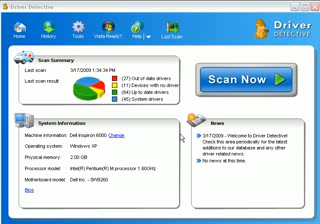 Drivers Detective
Home
History
Tools
Vista Ready?
Help
Last Scan
Driver
DETECTIVE
Scan Summary
Last scan: 3/17/2009 1:34:34 PM
Last scan result:
(27) Out of date drivers
(11) Devices with no driver
(64) Up to date drivers
(45) System drivers
Scan Now
System Information
Machine information: Dell Inspiron 6000 Change
Operating system: Windows XP
Physical memory: 2.00 GB
Processor model: Intel(R) Pentium(R) M processor 1.60GHz
Motherboard model: Dell Inc. - 0W9260
Bios
News
3/17/2009 - Welcome to Driver Detective!
Check this area periodically for the latest
additions to our database and any other
driver related news.
No news at this time.